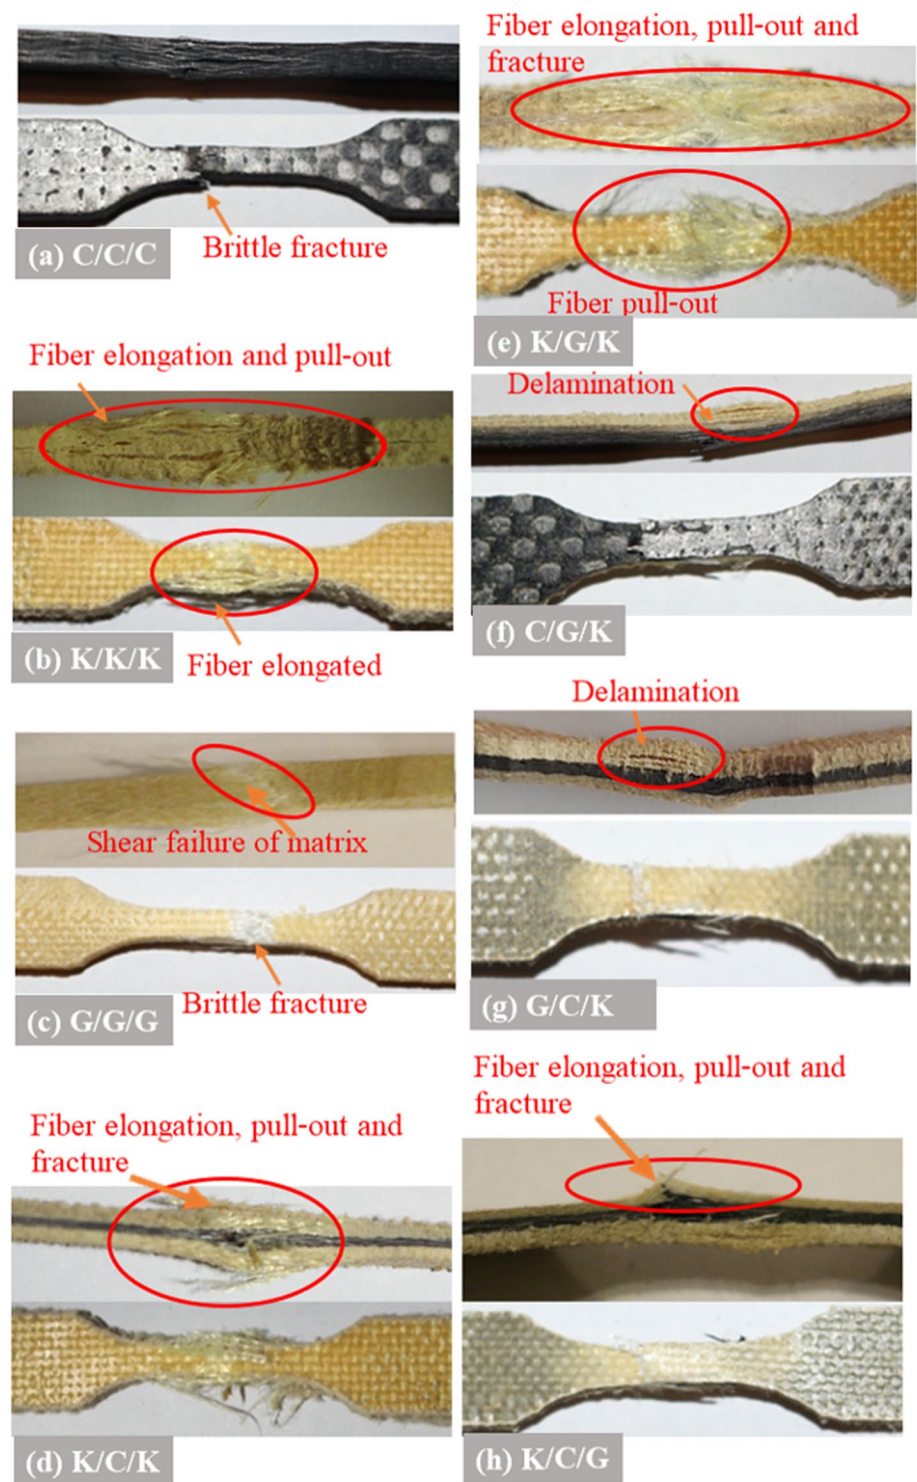 Brittle fracture
(a) C/C/C
Fiber elongation and pull-out
Fiber elongated
(b) K/K/K
Shear failure of matrix
Brittle fracture
(c) G/G/G
Fiber elongation, pull-out and
fracture
(d) K/C/K
Fiber elongation, pull-out and
fracture
Fiber pull-out
(e) K/G/K
Delamination
(f) C/G/K
Delamination
(g) G/C/K
Fiber elongation, pull-out and
fracture
(h) K/C/G